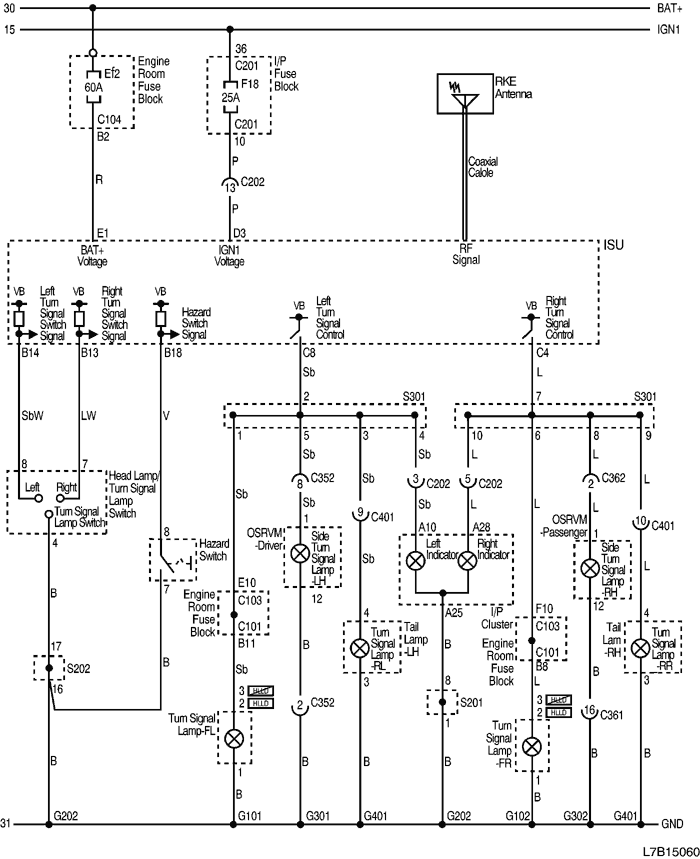 30
BAT+
15
IGN1
Ef2
60A
C104
B2
Engine
Room
Fuse
Block
36
C201
F18
25A
C201
10
I/P
Fuse
Block
RKE
Antenna
Coaxial
Calole
R
P
13
C202
P
E1
D3
BAT+
Voltage
IGN1
Voltage
RF
Signal
ISU
VB
Left
Turn
Signal
Switch
Signal
VB
Right
Turn
Signal
Switch
Signal
VB
Hazard
Switch
Signal
VB
Left
Turn
Signal
Control
VB
Right
Turn
Signal
Control
B14
B13
B18
C8
C4
Sb
L
SbW
LW
V
2
S301
7
S301
1
5
3
4
10
6
8
9
8
7
Left
Right
Turn Signal
Lamp Switch
Head Lamp/
Turn Signal
Lamp
Switch
4
8
Hazard
Switch
7
Sb
8
C352
Sb
1
OSRVM
-Driver
Side
Turn
Signal
Lamp
-LH
12
Sb
Sb
9
C401
Sb
Sb
3
C202
Sb
L
5
C202
L
A10
A28
Left
Indicator
Right
Indicator
A25
I/P
Cluster
L
L
2
C362
L
1
OSRVM
-Passenger
Side
Turn
Signal
Lamp
-RH
12
L
10
C401
L
E10
C103
C101
B11
Engine
Room
Fuse
Block
4
Turn
Signal
Lamp
-RL
Tail
Lamp
-LH
3
F10
C103
C101
B8
Engine
Room
Fuse
Block
4
Tail
Lam
-RH
Turn
Signal
Lamp
-RR
3
B
B
17
S202
16
Sb
3
HLLD
2
HLLD
Turn Signal
Lamp-FL
1
B
B
2
C352
B
B
B
8
S201
1
B
L
3
HLLD
2
HLLD
Turn
Signal
Lamp
-FR
1
B
B
16
C361
B
B
B
31
G202
G101
G301
G401
G202
G102
G302
G401
GND
L7B15060